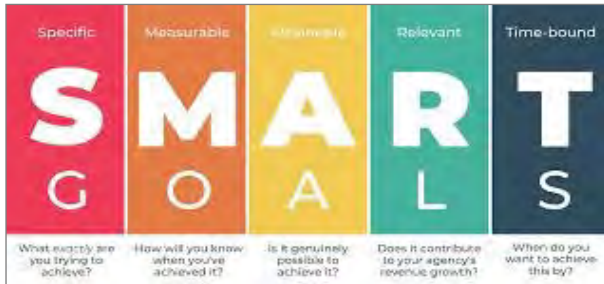 Specific Measurable Attainable Relevant Time-bound
S M A R T
G O A L S
What exactly are How will you know Is it genuinely Does it contribute When do you
you trying to when you've possible to to your agency's want to achieve
achieve? achieved it? achieve it? revenue growth? this by?